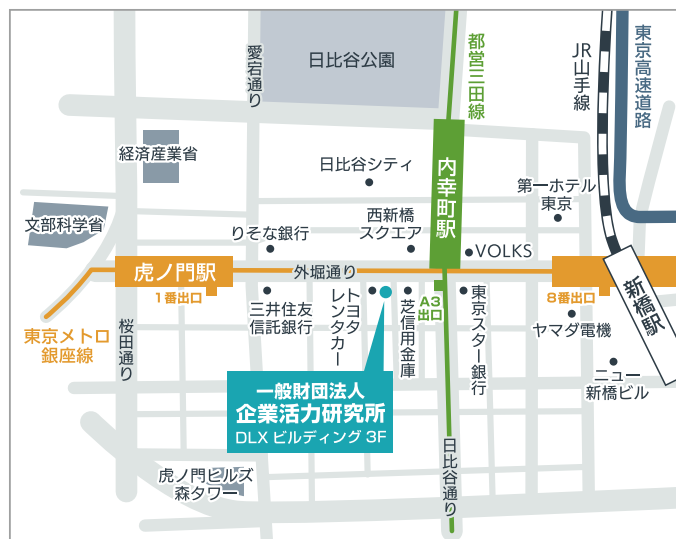 日比谷公園
愛宕通り
都営三田線
JR山手線
東京高速道路
経済産業省
日比谷シティ
内幸町駅
第一ホテル
東京
文部科学省
りそな銀行
西新橋
スクエア
VOLKS
虎ノ門駅
外堀通り
新橋駅
1番出口
三井住友
信託銀行
トヨタ
レンタカー
芝信用金庫
A3
出口
東京スター銀行
8番出口
ヤマダ電機
東京メトロ
銀座線
桜田通り
ニュー
新橋ビル
一般財団法人
企業活力研究所
DLX ビルディング 3F
日比谷通り
虎ノ門ヒルズ
森タワー